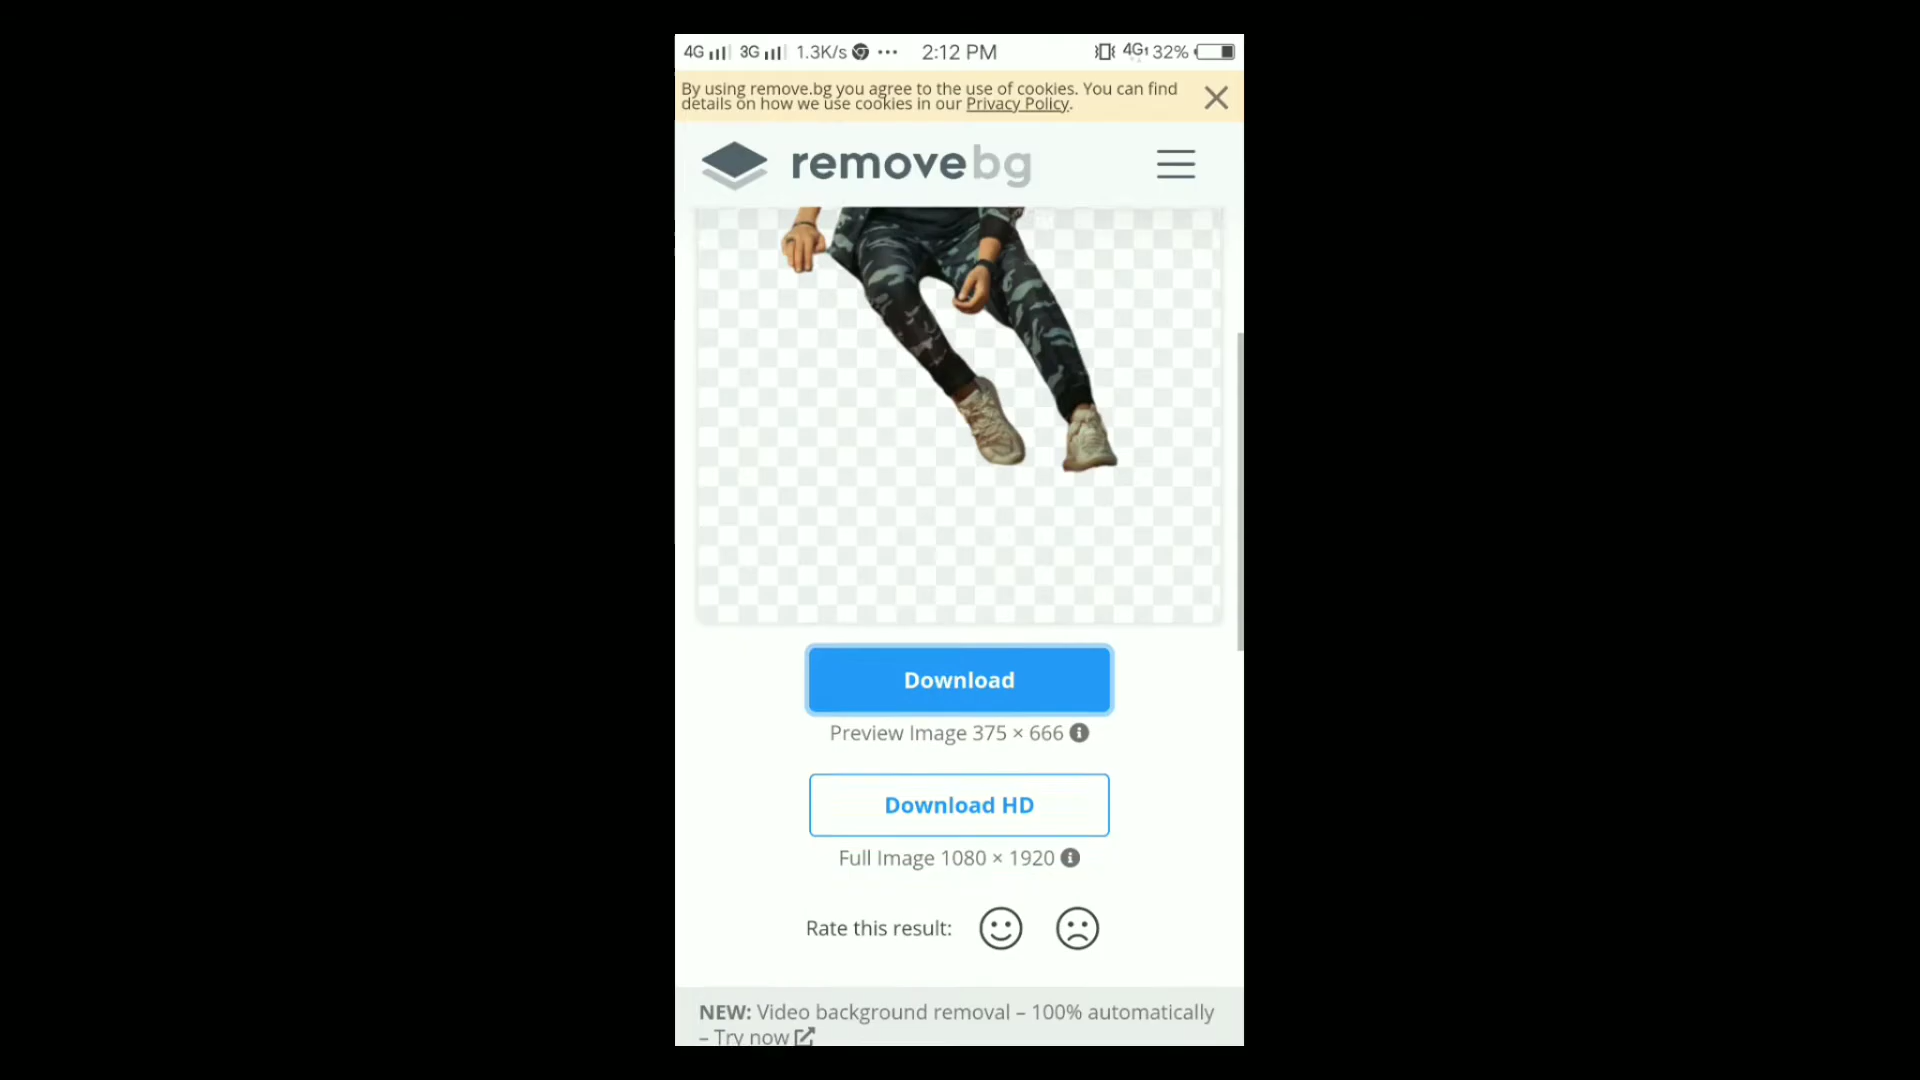 4G 3G 1.3K/s 2:12 PM 4G 32%
By using remove.bg you agree to the use of cookies. You can find
details on how we use cookies in our Privacy Policy.
removebg
Download
Preview Image 375 × 666
Download HD
Full Image 1080 × 1920
Rate this result:
NEW: Video background removal – 100% automatically
– Try now